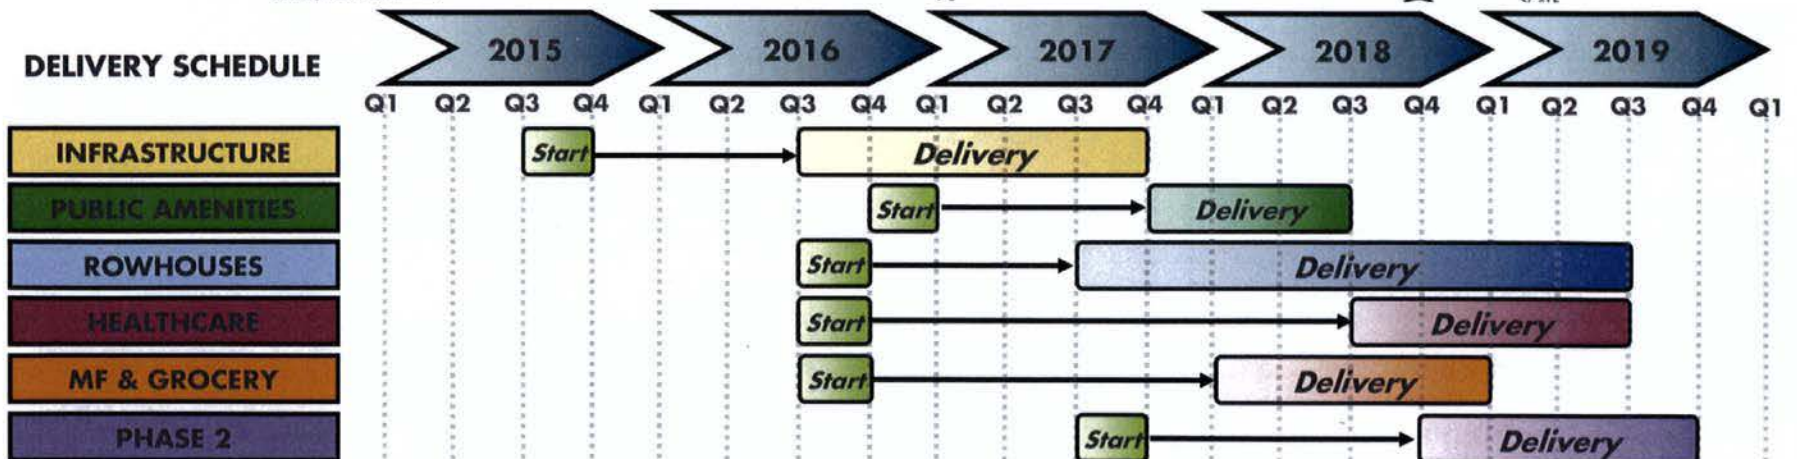 2015 2016 2017 2018 2019
DELIVERY SCHEDULE
Q1 Q2 Q3 Q4 Q1 Q2 Q3 Q4 Q1 Q2 Q3 Q4 Q1 Q2 Q3 Q4 Q1 Q2 Q3 Q4 Q1
INFRASTRUCTURE Start Delivery
PUBLIC AMENITIES Start Delivery
ROWHOUSES Start Delivery
HEALTHCARE Start Delivery
MF & GROCERY Start Delivery
PHASE 2 Start Delivery